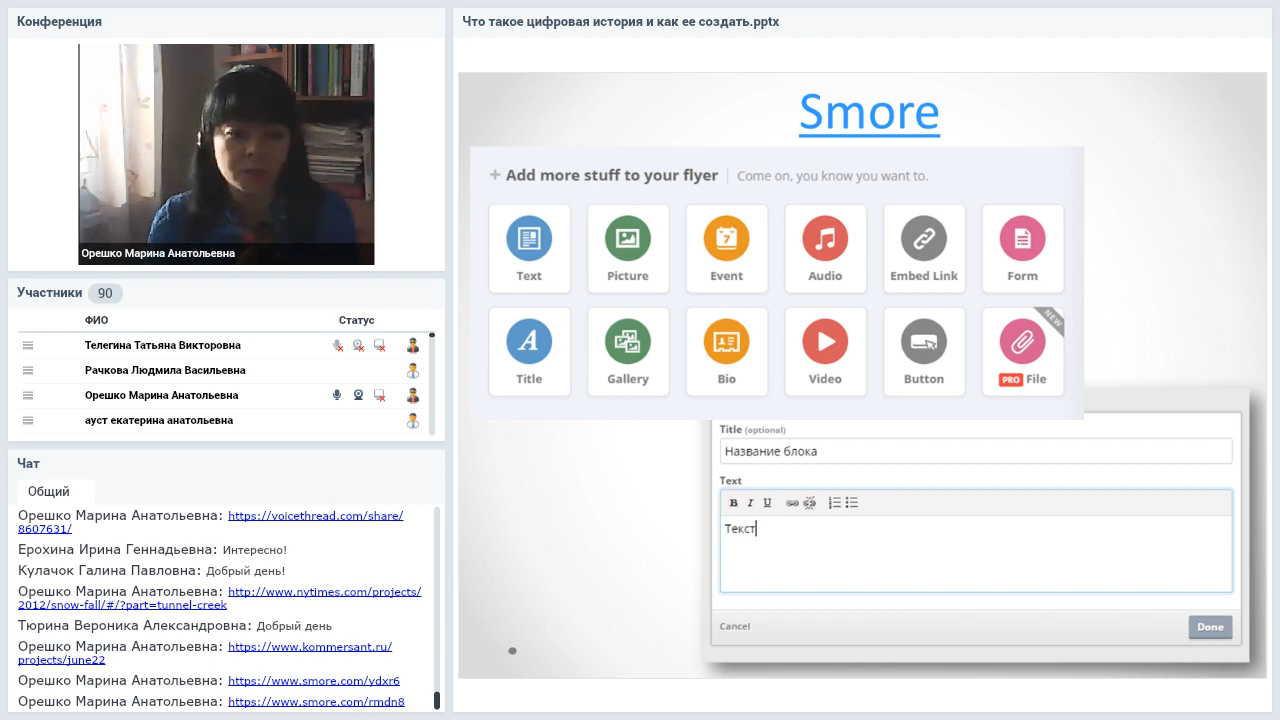 Конференция
Орешко Марина Анатольевна
Участники 90
ФИО Статус
Телегина Татьяна Викторовна
Рачкова Людмила Васильевна
Орешко Марина Анатольевна
ауст екатерина анатольевна
Чат
Общий
Орешко Марина Анатольевна: https://voicethread.com/share/
8607631/
Ерохина Ирина Геннадьевна: Интересно!
Кулачок Галина Павловна: Добрый день!
Орешко Марина Анатольевна: http://www.nytimes.com/projects/
2012/snow-fall/#/?part=tunnel-creek
Тюрина Вероника Александровна: Добрый день
Орешко Марина Анатольевна: https://www.kommersant.ru/
projects/june22
Орешко Марина Анатольевна: https://www.smore.com/ydxr6
Орешко Марина Анатольевна: https://www.smore.com/rmdn8
Что такое цифровая история и как ее создать.pptx
Smore
+ Add more stuff to your flyer Come on, you know you want to.
7
Text Picture Event Audio Embed Link Form
NEW
A
Title Gallery Bio Video Button PRO File
Title (optional)
Название блока
Text
B I U
Текст
Cancel Done